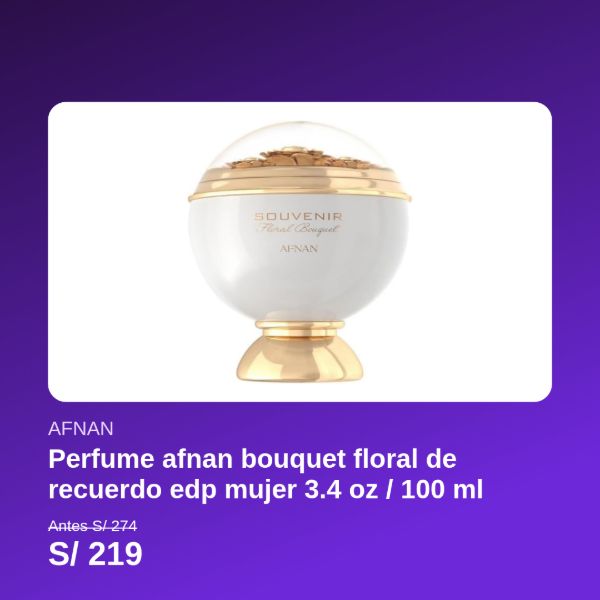 SOUVENIR
Floral Bouquet
AFNAN
AFNAN
Perfume afnan bouquet floral de
recuerdo edp mujer 3.4 oz / 100 ml
Antes S/ 274
S/ 219